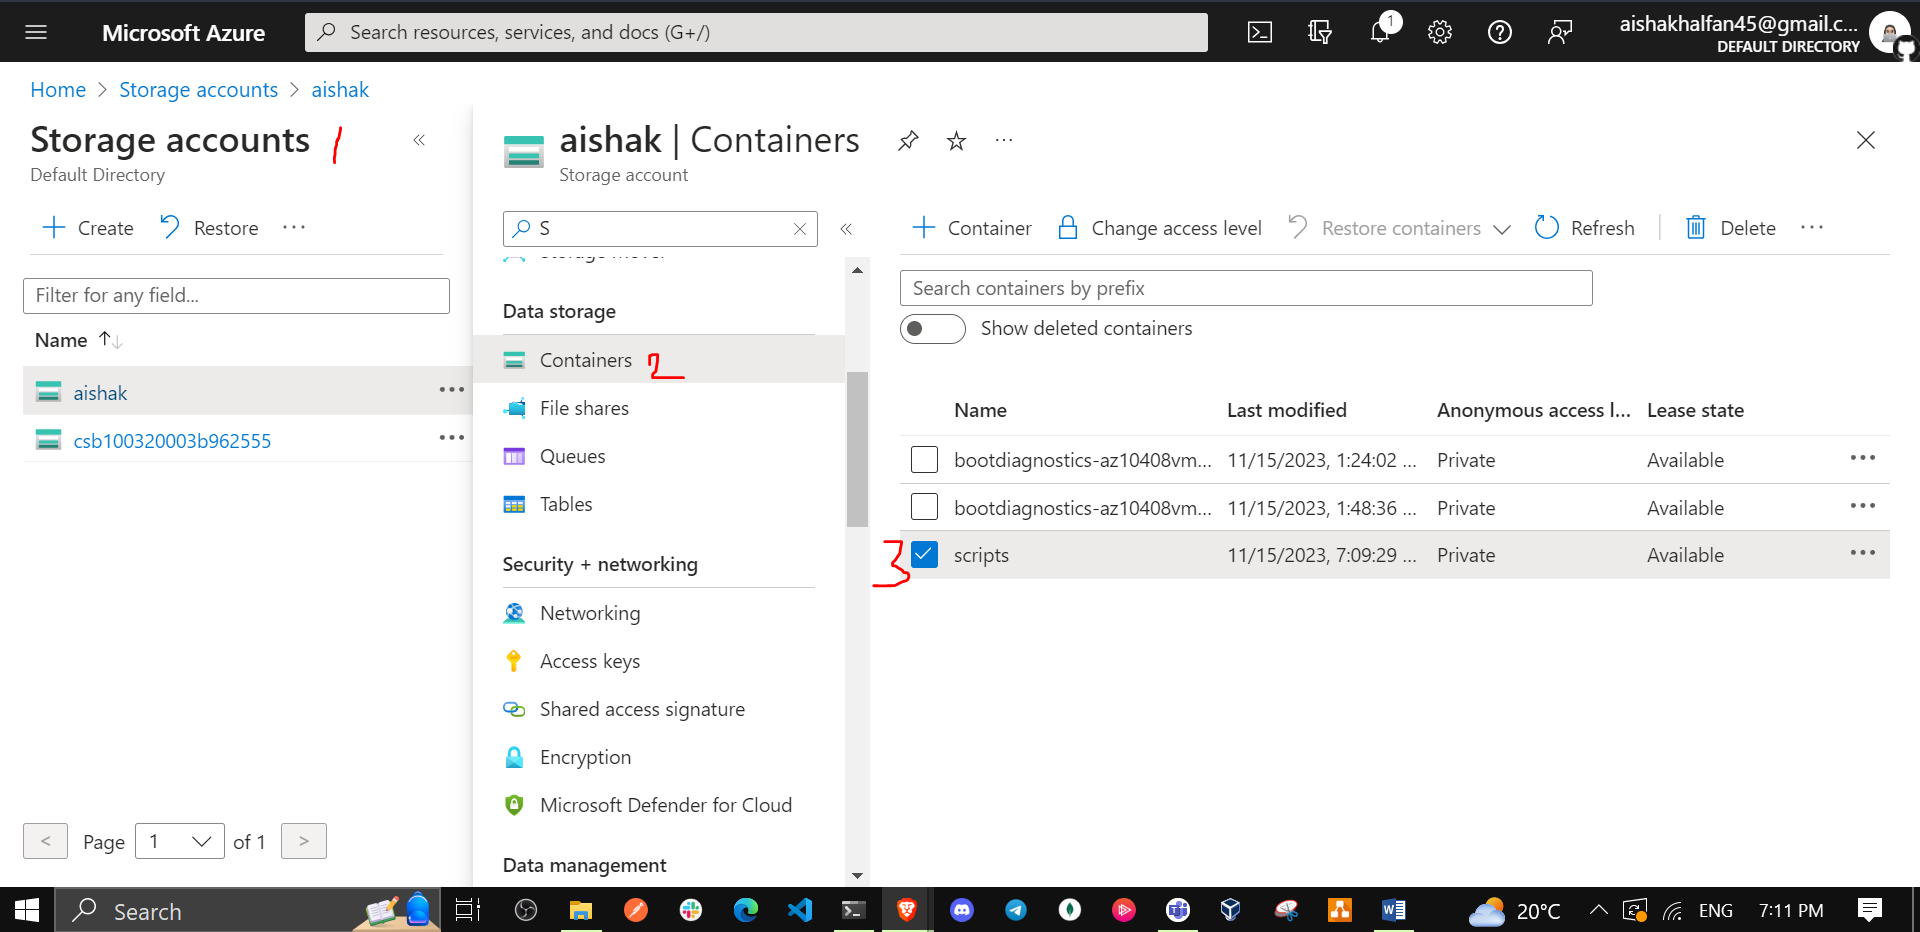 Microsoft Azure
Search resources, services, and docs (G+/)
1
aishakhalfan45@gmail.c...
DEFAULT DIRECTORY
Home > Storage accounts > aishak
Storage accounts 1
Default Directory
Create
Restore
...
Filter for any field...
Name
aishak
...
csb100320003b962555
...
< Page 1 of 1 >
aishak | Containers
...
Storage account
S
Storage mover
Data storage
Containers 2
File shares
Queues
Tables
Security + networking
Networking
Access keys
Shared access signature
Encryption
Microsoft Defender for Cloud
Data management
Container
Change access level
Restore containers
Refresh
Delete
...
Search containers by prefix
Show deleted containers
Name Last modified Anonymous access l... Lease state
bootdiagnostics-az10408vm... 11/15/2023, 1:24:02 ... Private Available ...
bootdiagnostics-az10408vm... 11/15/2023, 1:48:36 ... Private Available ...
3 scripts 11/15/2023, 7:09:29 ... Private Available ...
Search
20°C
ENG
7:11 PM